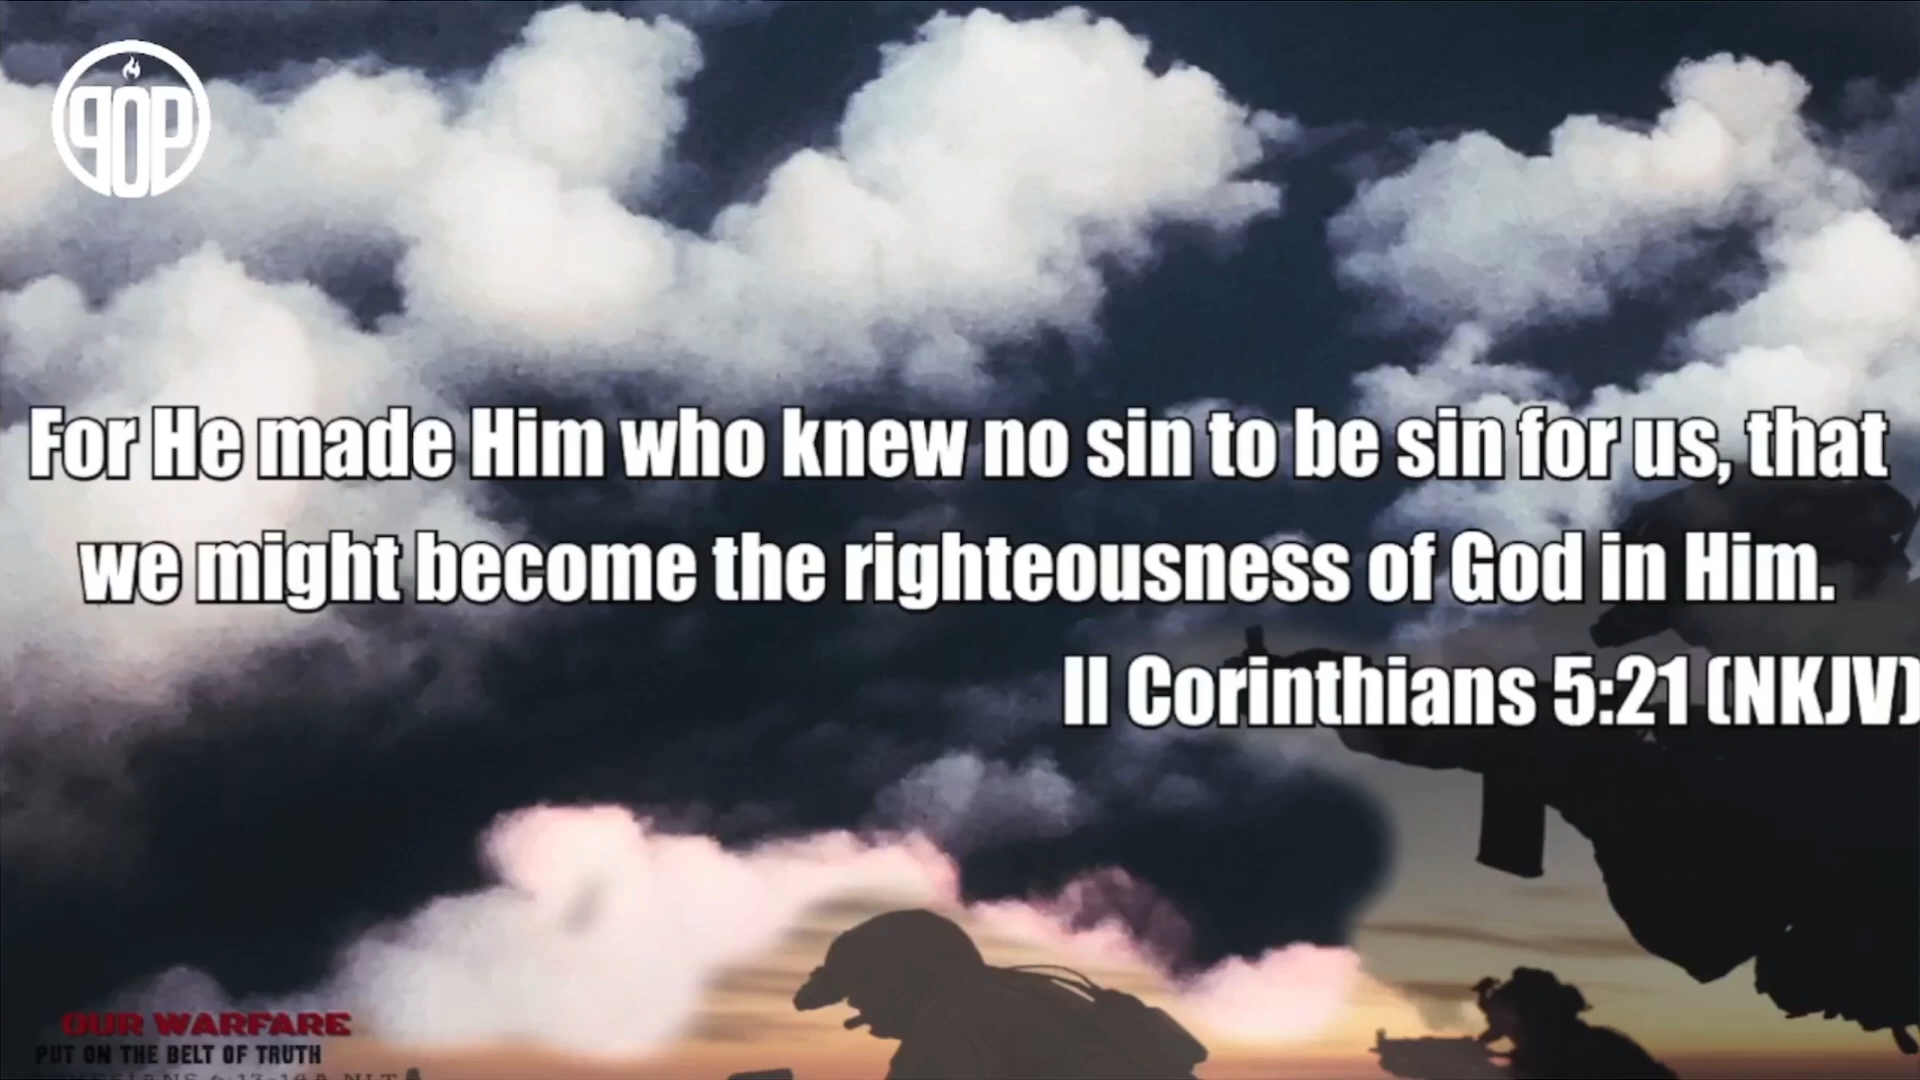 POP
For He made Him who knew no sin to be sin for us, that
we might become the righteousness of God in Him.
II Corinthians 5:21 (NKJV)
OUR WARFARE
PUT ON THE BELT OF TRUTH